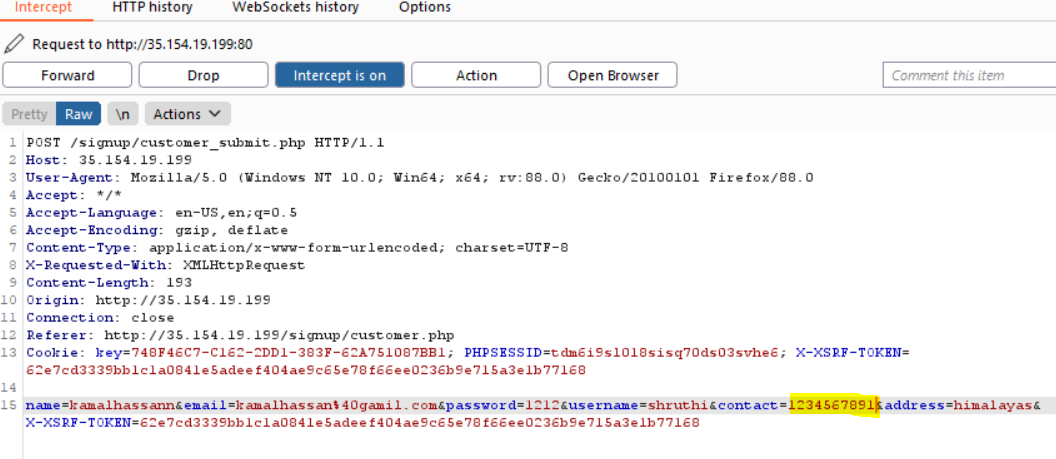 Intercept HTTP history WebSockets history Options
Request to http://35.154.19.199:80
Forward Drop Intercept is on Action Open Browser Comment this item
Pretty Raw \n Actions
1 POST /signup/customer_submit.php HTTP/1.1
2 Host: 35.154.19.199
3 User-Agent: Mozilla/5.0 (Windows NT 10.0; Win64; x64; rv:88.0) Gecko/20100101 Firefox/88.0
4 Accept: */*
5 Accept-Language: en-US,en;q=0.5
6 Accept-Encoding: gzip, deflate
7 Content-Type: application/x-www-form-urlencoded; charset=UTF-8
8 X-Requested-With: XMLHttpRequest
9 Content-Length: 193
10 Origin: http://35.154.19.199
11 Connection: close
12 Referer: http://35.154.19.199/signup/customer.php
13 Cookie: key=748F46C7-C162-2DD1-383F-62A751087BB1; PHPSESSID=tdm6i9s1018sisq70ds03svhe6; X-XSRF-TOKEN=
62e7cd3339bb1c1a0841e5adeef404ae9c65e78f66ee0236b9e715a3e1b77168
14
15 name=kamalhassann&email=kamalhassan%40gamil.com&password=1212&username=shruthi&contact=1234567891&address=himalayas&
X-XSRF-TOKEN=62e7cd3339bb1c1a0841e5adeef404ae9c65e78f66ee0236b9e715a3e1b77168